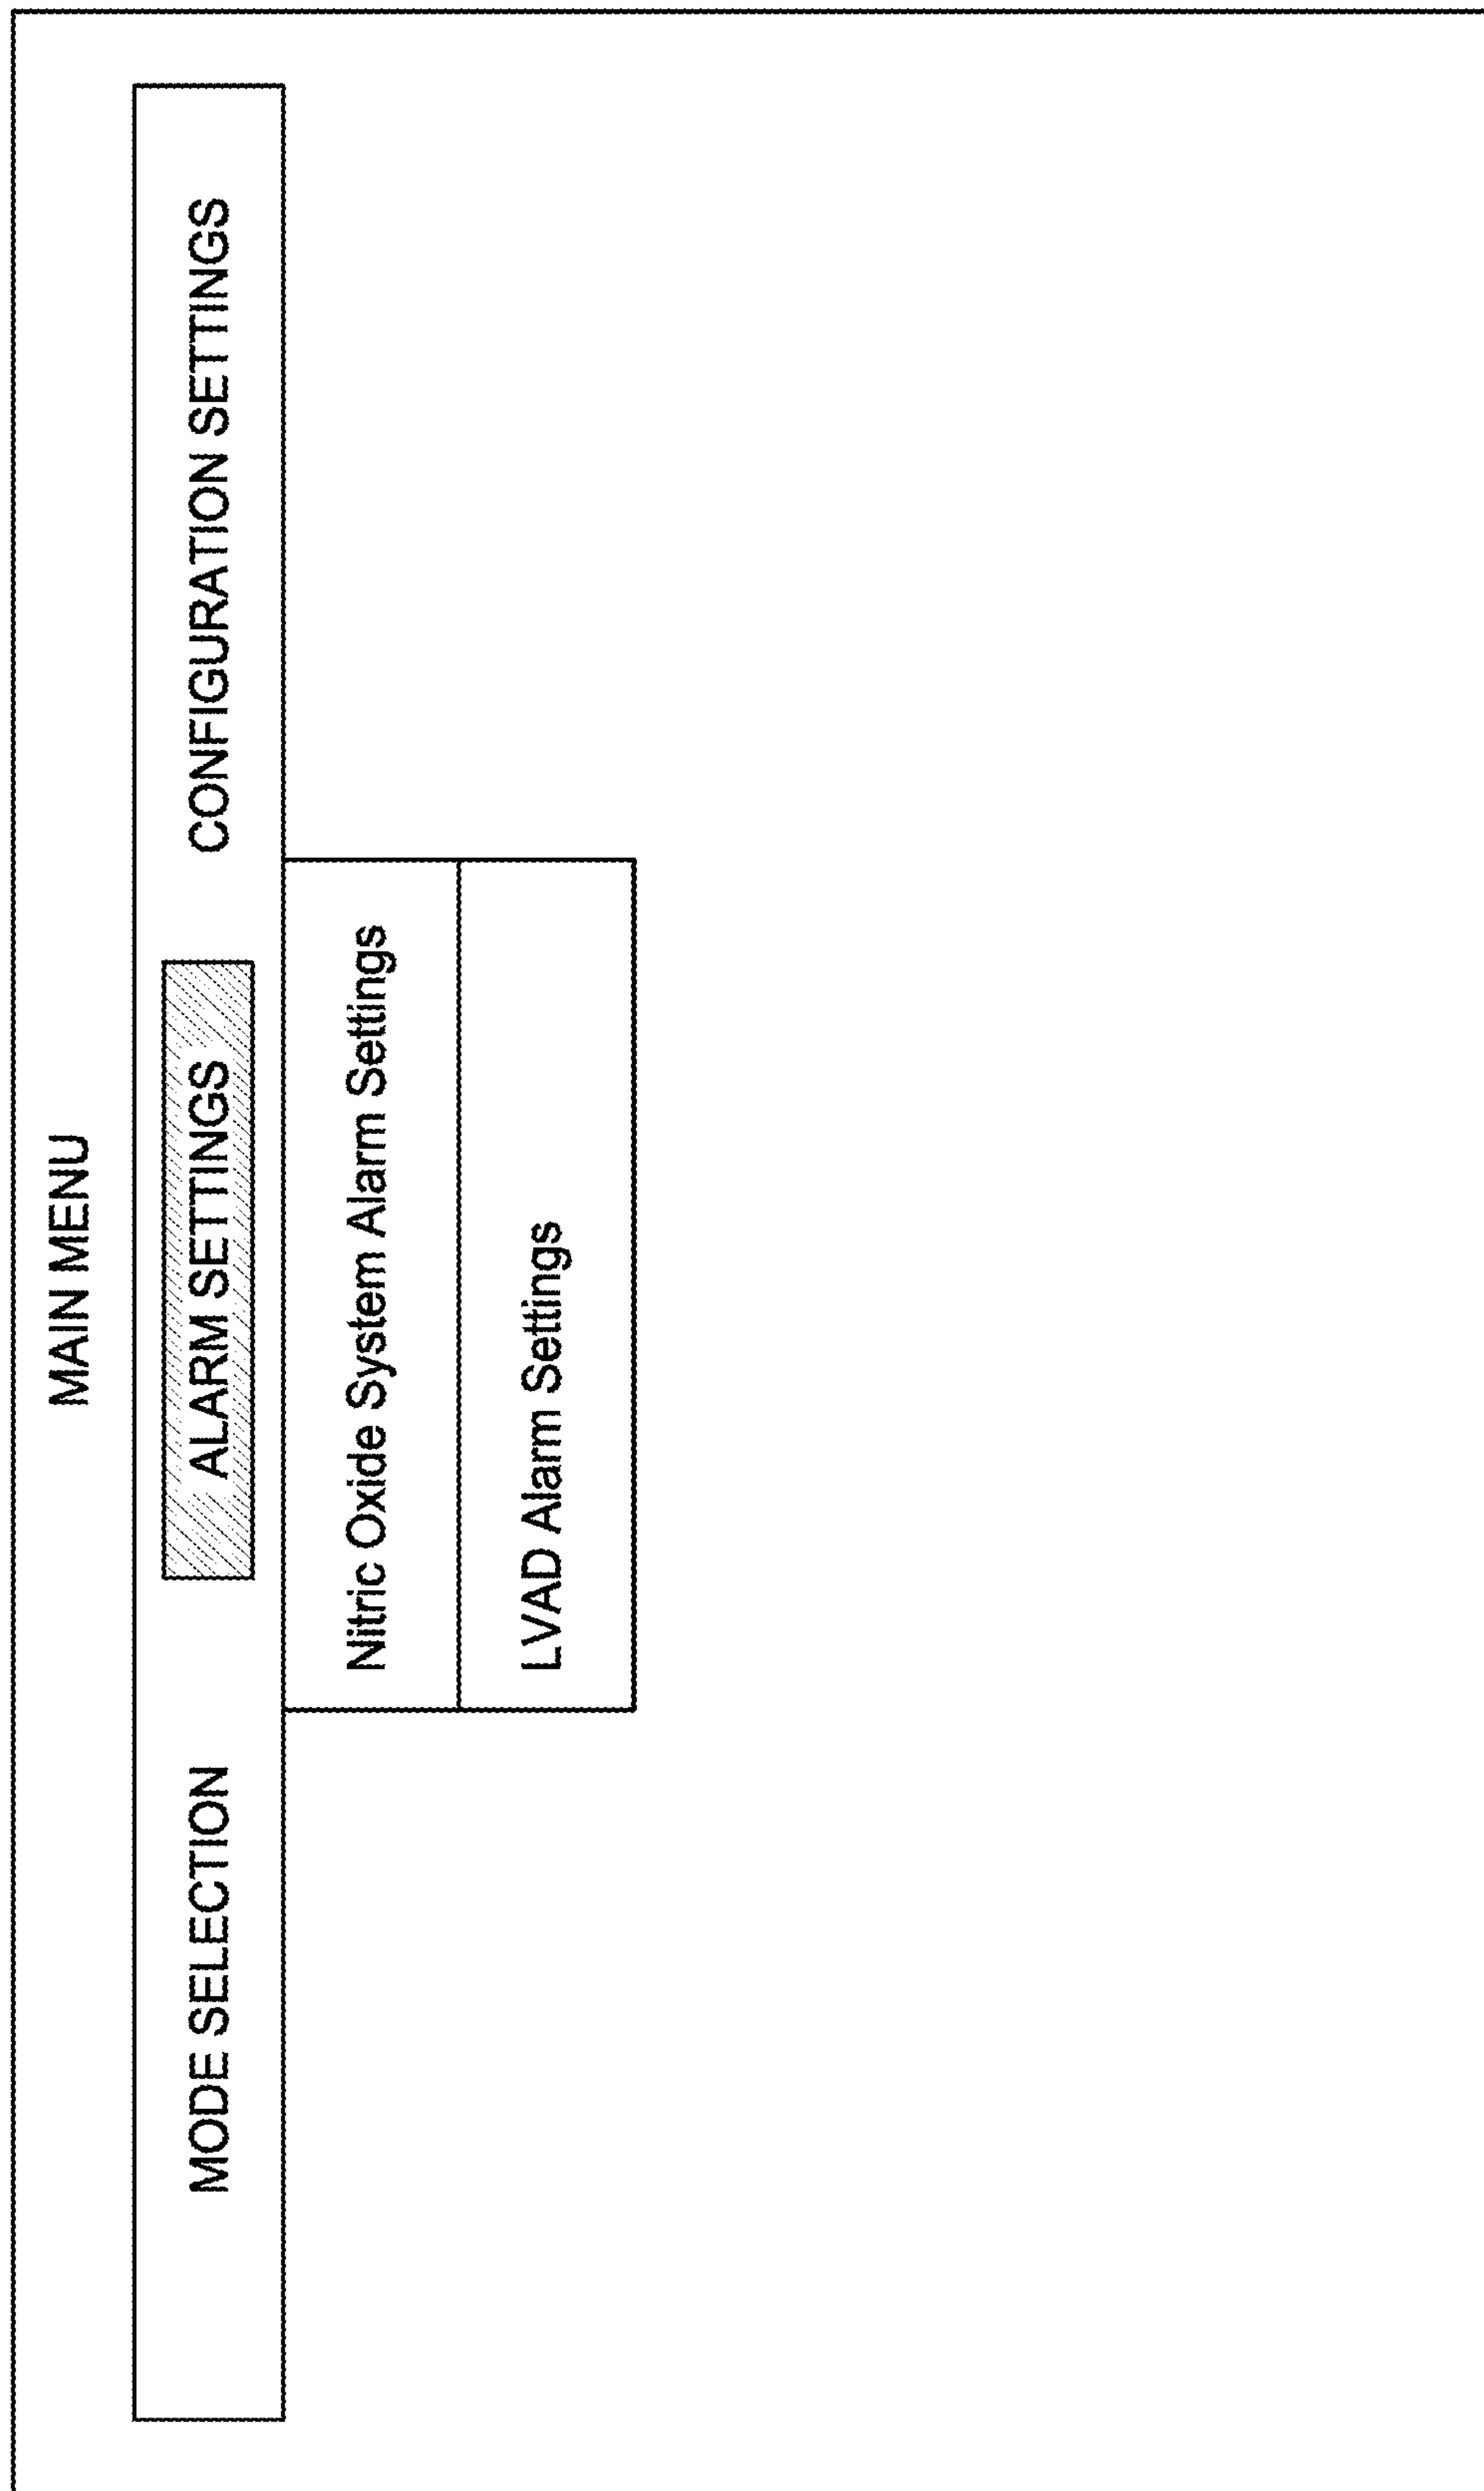 MAIN MENU
MODE SELECTION ALARM SETTINGS CONFIGURATION SETTINGS
Nitric Oxide System Alarm Settings
LVAD Alarm Settings